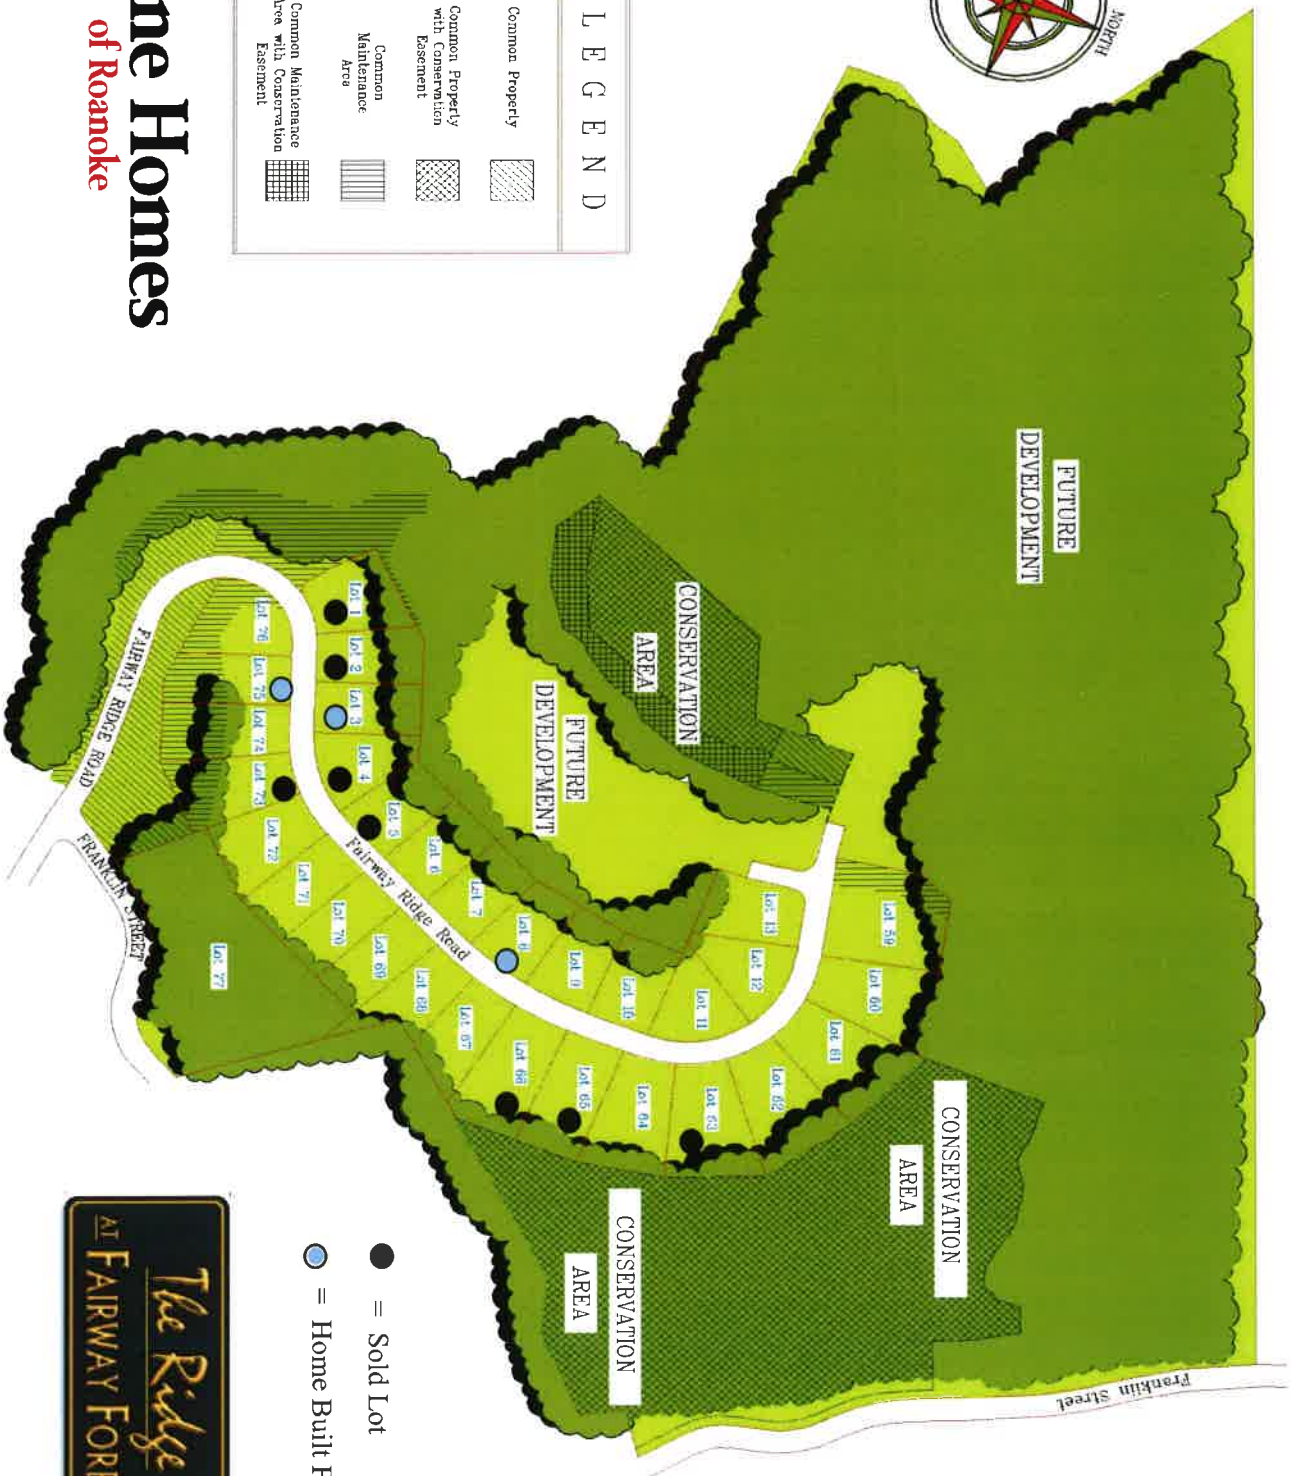 NORTH
L E G E N D
Common Property
Common Property
with Conservation
Easement
Common
Maintenance
Area
Common Maintenance
Area with Conservation
Easement
me Homes
of Roanoke
FUTURE
DEVELOPMENT
CONSERVATION
AREA
FUTURE
DEVELOPMENT
Lot 1
Lot 2
Lot 3
Lot 4
Lot 5
Lot 6
Lot 7
Lot 8
Lot 9
Lot 10
Lot 11
Lot 12
Lot 13
Lot 59
Lot 60
Lot 61
Lot 62
Lot 63
Lot 64
Lot 65
Lot 66
Lot 67
Lot 68
Lot 69
Lot 70
Lot 71
Lot 72
Lot 73
Lot 74
Lot 75
Lot 76
Lot 77
Fairway Ridge Road
FAIRWAY RIDGE ROAD
FRANKLIN STREET
CONSERVATION
AREA
CONSERVATION
AREA
Franklin Street
= Sold Lot
= Home Built
The Ridge
AT FAIRWAY FORE